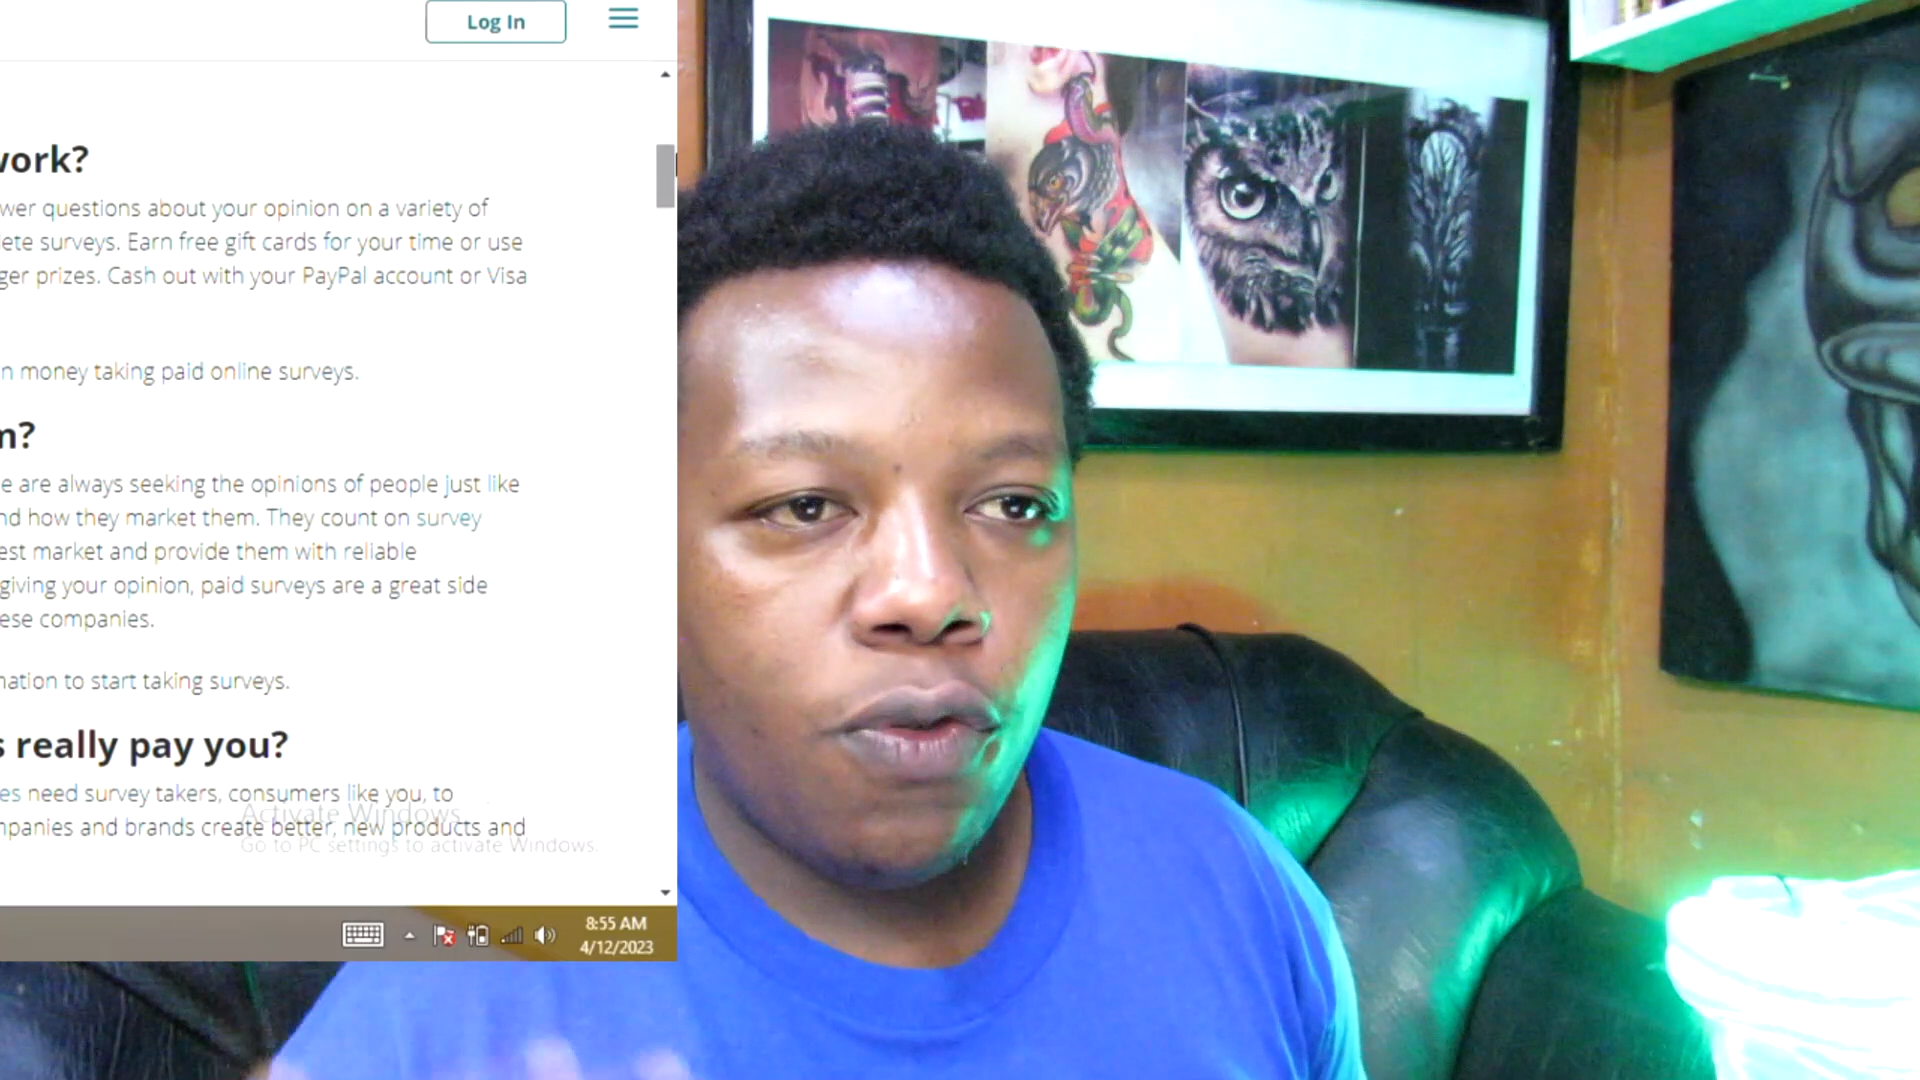 Log In
work?
wer questions about your opinion on a variety of
lete surveys. Earn free gift cards for your time or use
ger prizes. Cash out with your PayPal account or Visa
n money taking paid online surveys.
m?
e are always seeking the opinions of people just like
nd how they market them. They count on survey
est market and provide them with reliable
giving your opinion, paid surveys are a great side
ese companies.
nation to start taking surveys.
s really pay you?
es need survey takers, consumers like you, to
Activate Windows
npanies and brands create better, new products and
Go to PC settings to activate Windows.
8:55 AM
4/12/2023